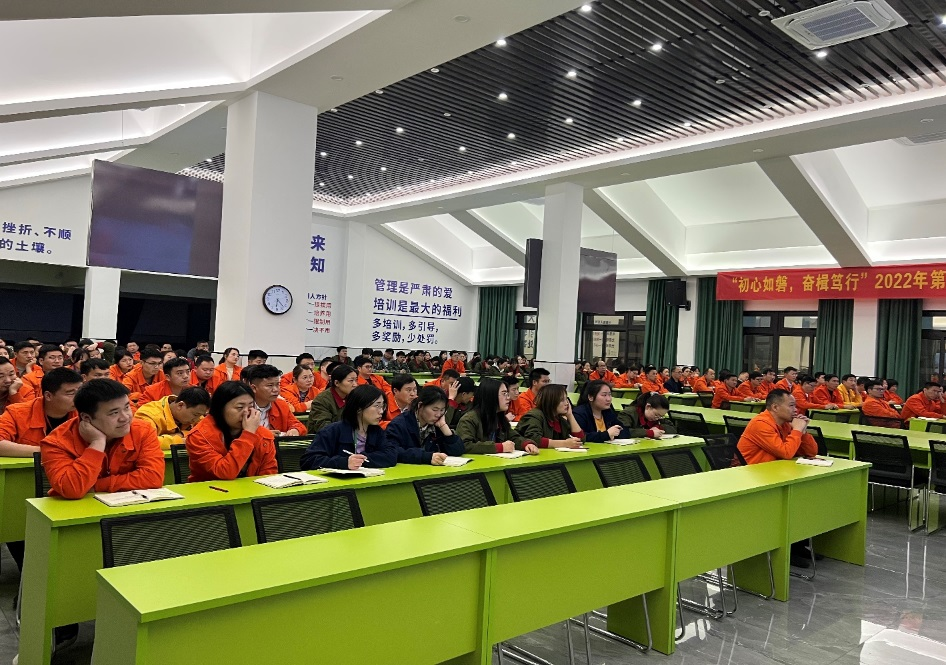 挫折、不顺
的土壤。
来
知
管理是严肃的爱
培训是最大的福利
多培训，多引导，
多奖励，少处罚。
“初心如磐，奋楫笃行”2022年第